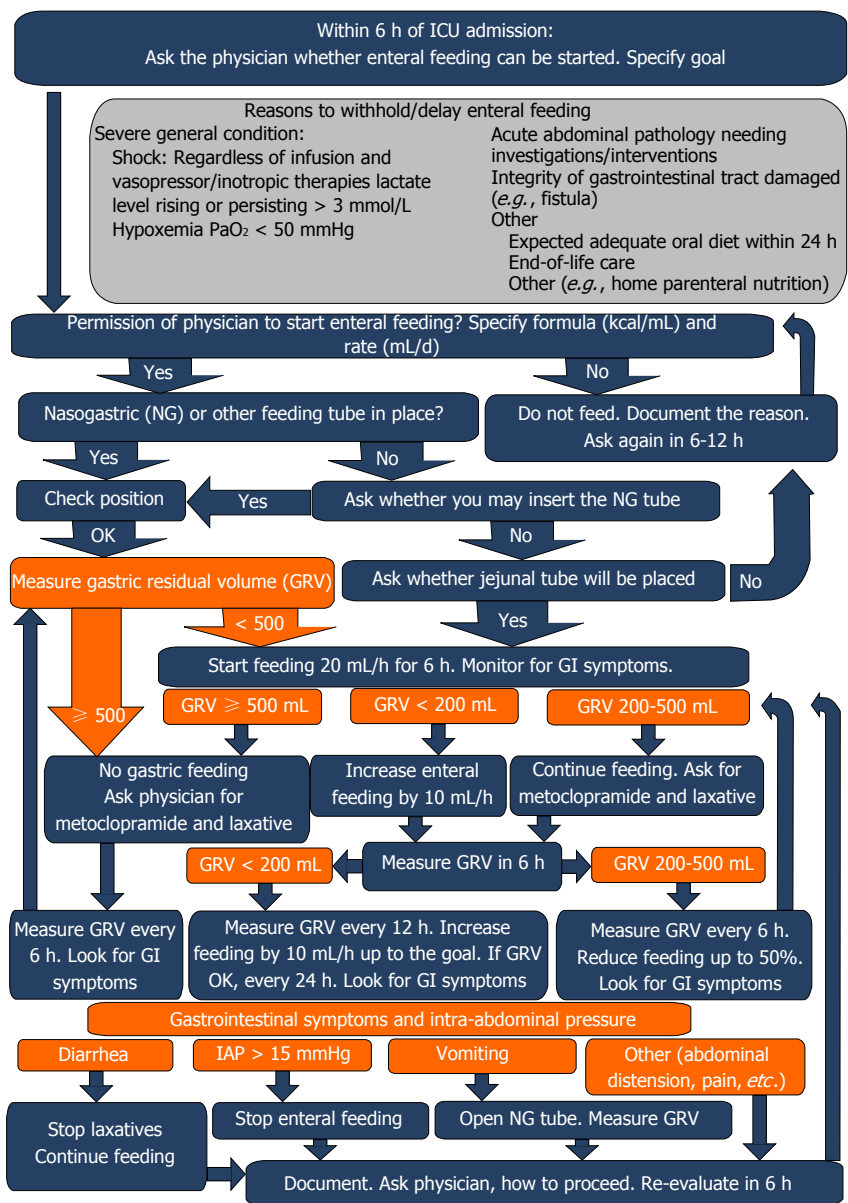 Within 6 h of ICU admission:
Ask the physician whether enteral feeding can be started. Specify goal
Reasons to withhold/delay enteral feeding
Severe general condition:
Shock: Regardless of infusion and
vasopressor/inotropic therapies lactate
level rising or persisting > 3 mmol/L
Hypoxemia PaO₂ < 50 mmHg
Acute abdominal pathology needing
investigations/interventions
Integrity of gastrointestinal tract damaged
(e.g., fistula)
Other
Expected adequate oral diet within 24 h
End-of-life care
Other (e.g., home parenteral nutrition)
Permission of physician to start enteral feeding? Specify formula (kcal/mL) and
rate (mL/d)
Yes
No
Nasogastric (NG) or other feeding tube in place?
Do not feed. Document the reason.
Ask again in 6-12 h
Yes
No
Check position
Yes
Ask whether you may insert the NG tube
OK
No
Measure gastric residual volume (GRV)
Ask whether jejunal tube will be placed
No
< 500
Yes
Start feeding 20 mL/h for 6 h. Monitor for GI symptoms.
⩾ 500
GRV ⩾ 500 mL
GRV < 200 mL
GRV 200-500 mL
No gastric feeding
Ask physician for
metoclopramide and laxative
Increase enteral
feeding by 10 mL/h
Continue feeding. Ask for
metoclopramide and laxative
GRV < 200 mL
Measure GRV in 6 h
GRV 200-500 mL
Measure GRV every
6 h. Look for GI
symptoms
Measure GRV every 12 h. Increase
feeding by 10 mL/h up to the goal. If GRV
OK, every 24 h. Look for GI symptoms
Measure GRV every 6 h.
Reduce feeding up to 50%.
Look for GI symptoms
Gastrointestinal symptoms and intra-abdominal pressure
Diarrhea
IAP > 15 mmHg
Vomiting
Other (abdominal
distension, pain, etc.)
Stop laxatives
Continue feeding
Stop enteral feeding
Open NG tube. Measure GRV
Document. Ask physician, how to proceed. Re-evaluate in 6 h